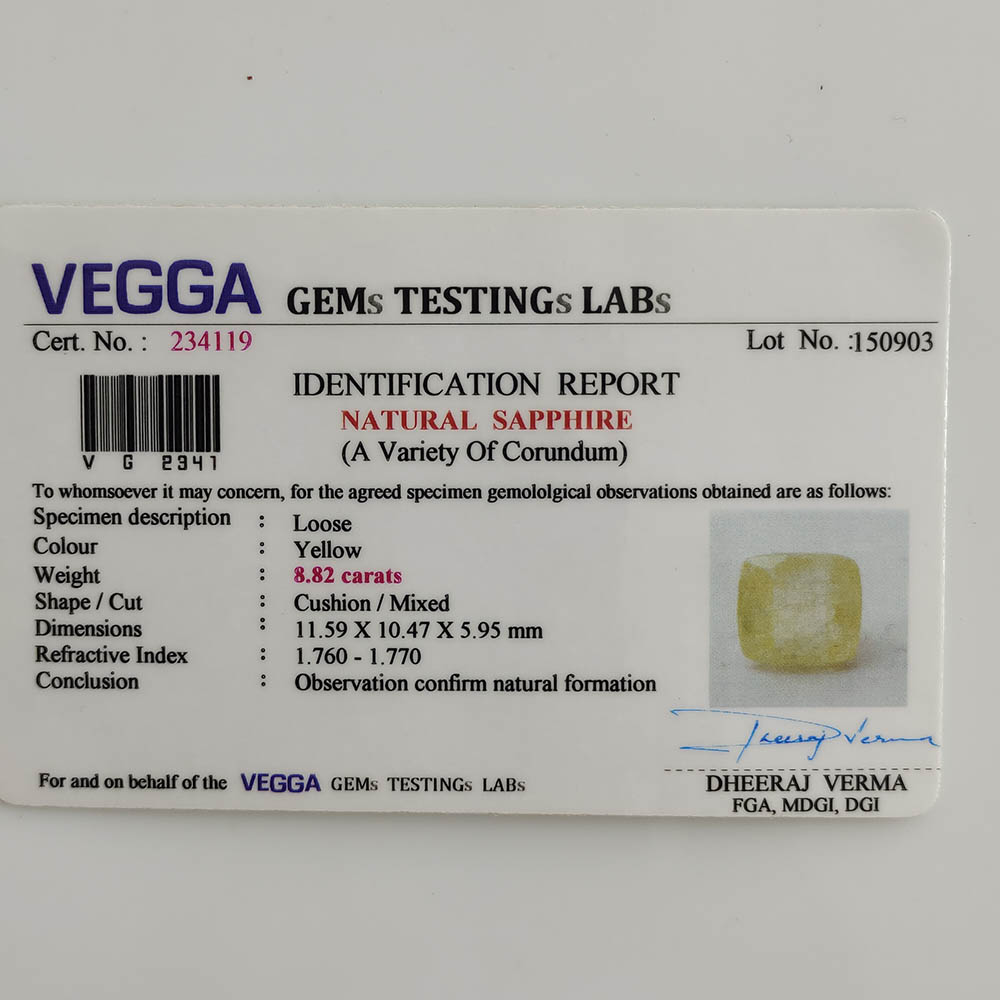 VEGGA GEMs TESTINGs LABs
Cert. No. : 234119 Lot No. :150903
IDENTIFICATION REPORT
NATURAL SAPPHIRE
(A Variety Of Corundum)
V G 2341
To whomsoever it may concern, for the agreed specimen gemololgical observations obtained are as follows:
Specimen description : Loose
Colour : Yellow
Weight : 8.82 carats
Shape / Cut : Cushion / Mixed
Dimensions : 11.59 X 10.47 X 5.95 mm
Refractive Index : 1.760 - 1.770
Conclusion : Observation confirm natural formation
Dheeraj Verma
For and on behalf of the VEGGA GEMs TESTINGs LABs
DHEERAJ VERMA
FGA, MDGI, DGI